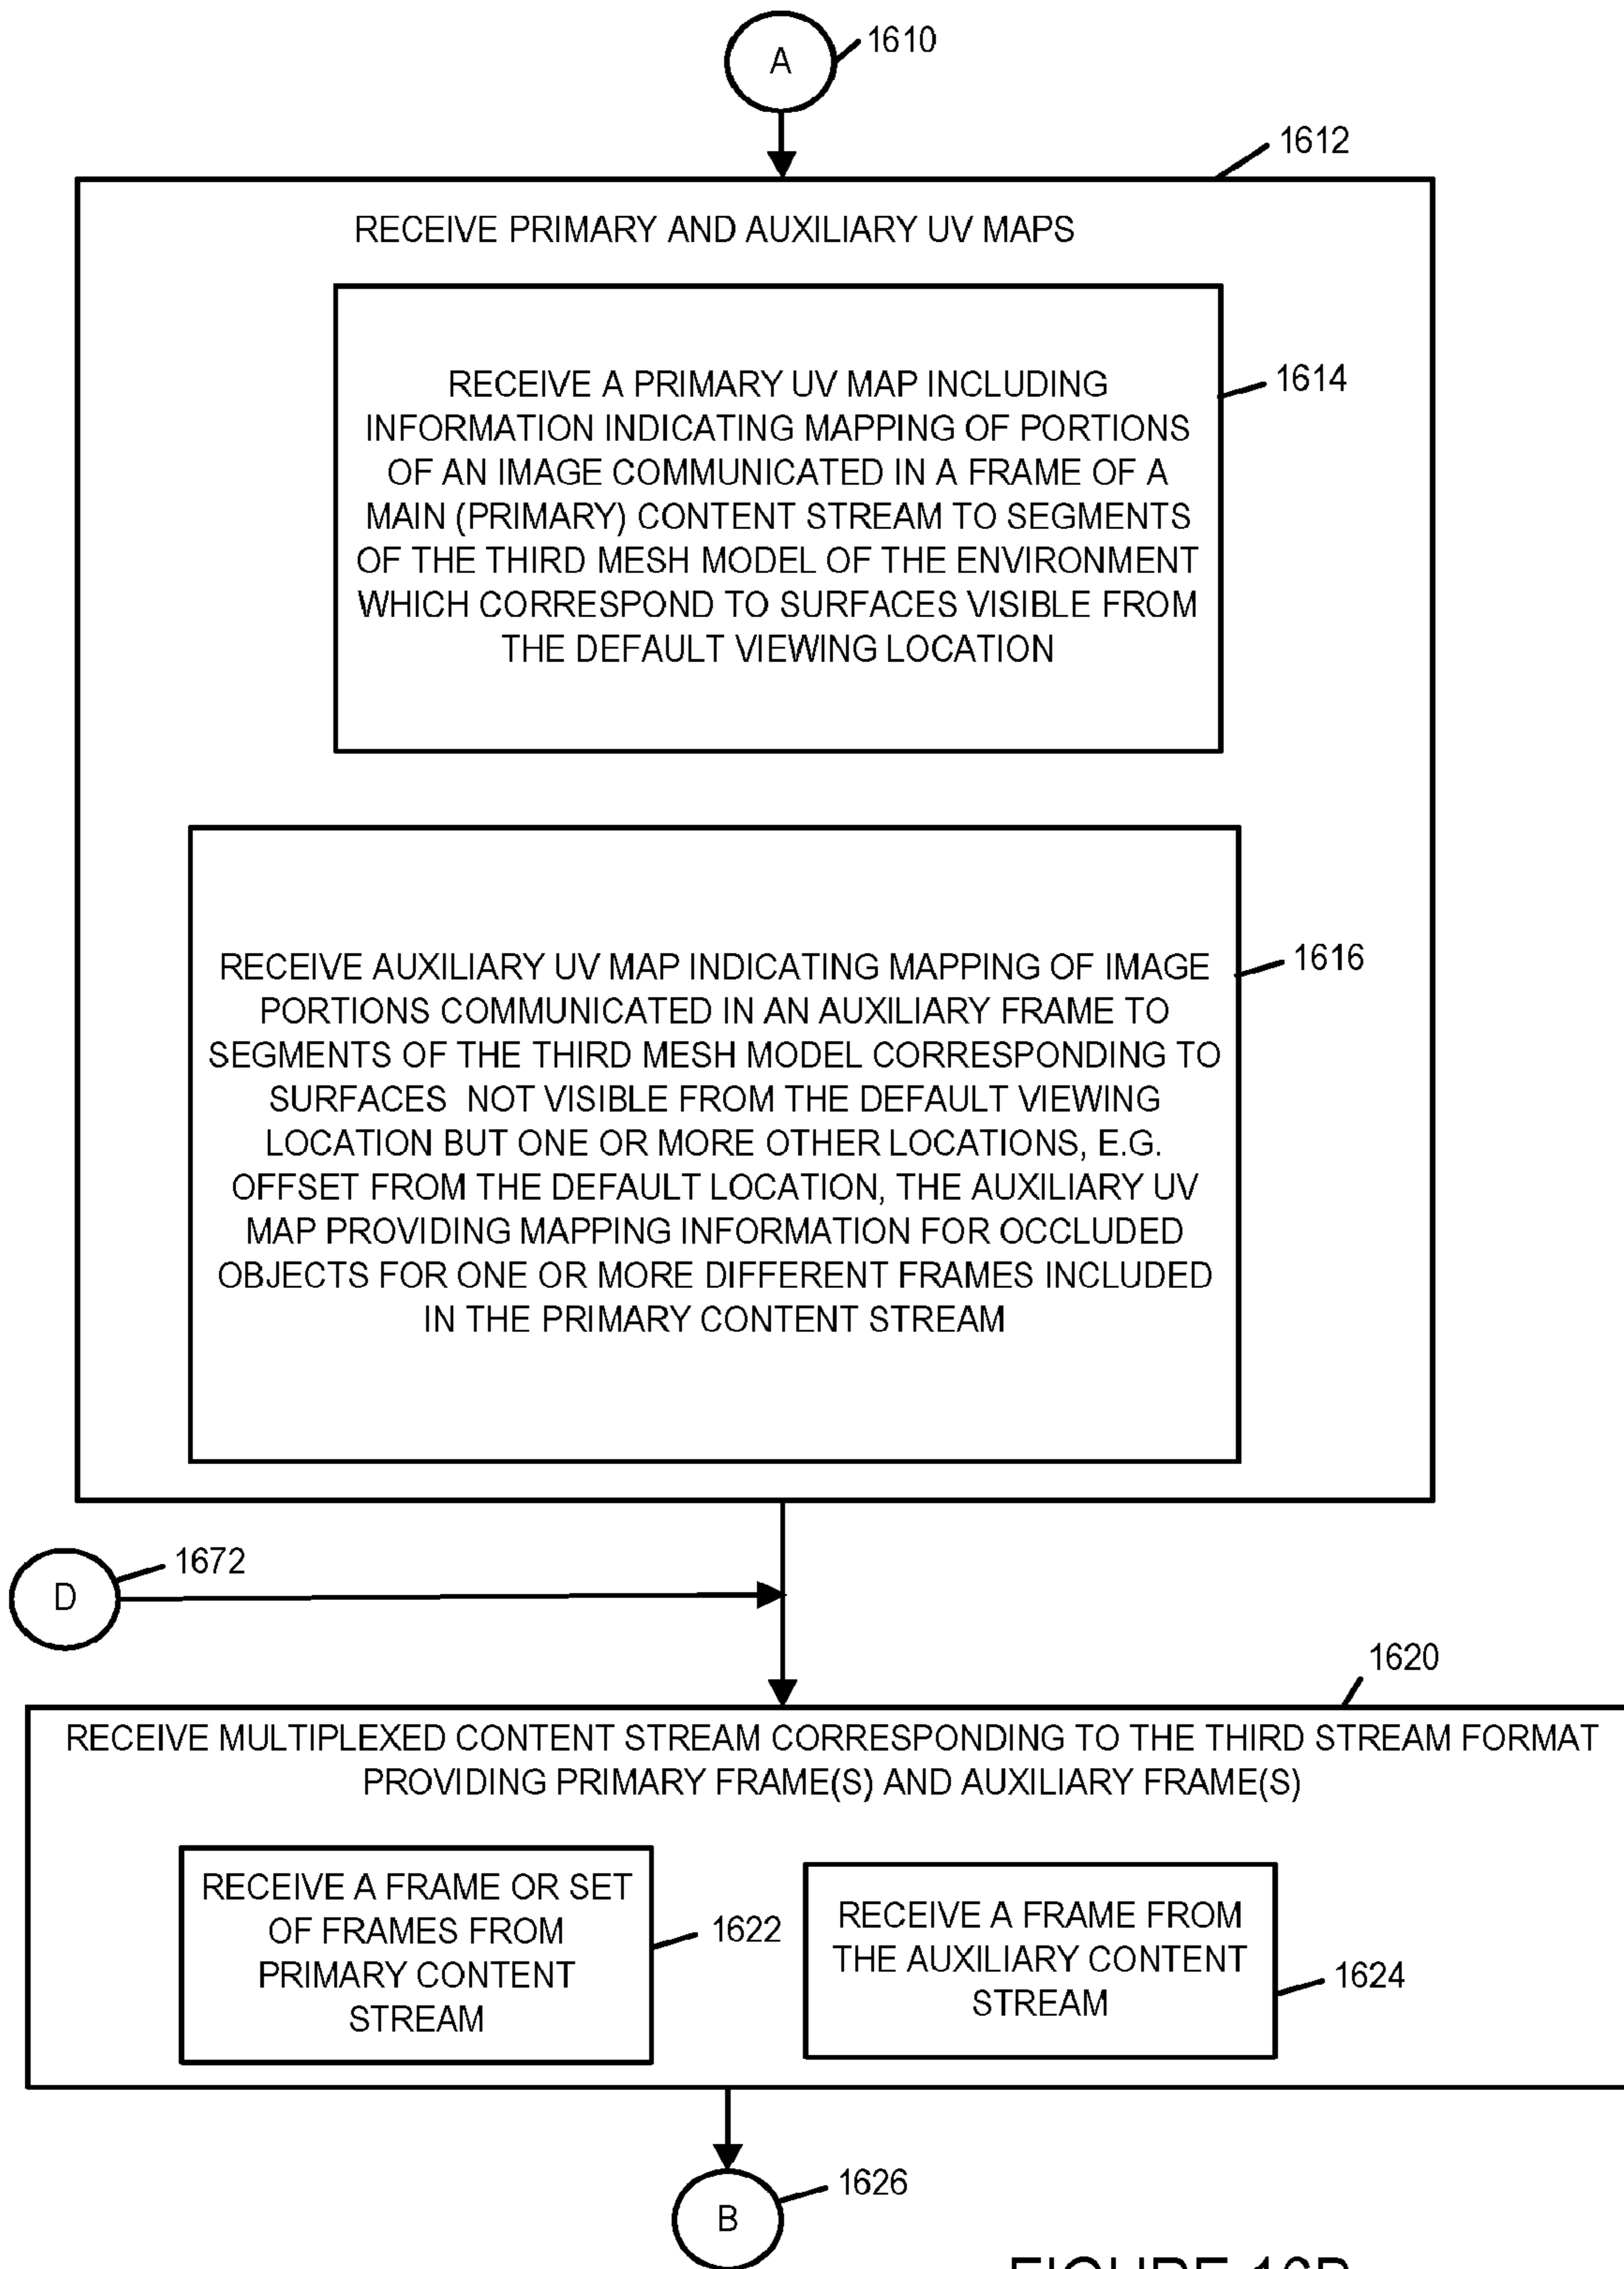 A
1610
1612
RECEIVE PRIMARY AND AUXILIARY UV MAPS
RECEIVE A PRIMARY UV MAP INCLUDING
INFORMATION INDICATING MAPPING OF PORTIONS
OF AN IMAGE COMMUNICATED IN A FRAME OF A
MAIN (PRIMARY) CONTENT STREAM TO SEGMENTS
OF THE THIRD MESH MODEL OF THE ENVIRONMENT
WHICH CORRESPOND TO SURFACES VISIBLE FROM
THE DEFAULT VIEWING LOCATION
1614
RECEIVE AUXILIARY UV MAP INDICATING MAPPING OF IMAGE
PORTIONS COMMUNICATED IN AN AUXILIARY FRAME TO
SEGMENTS OF THE THIRD MESH MODEL CORRESPONDING TO
SURFACES NOT VISIBLE FROM THE DEFAULT VIEWING
LOCATION BUT ONE OR MORE OTHER LOCATIONS, E.G.
OFFSET FROM THE DEFAULT LOCATION, THE AUXILIARY UV
MAP PROVIDING MAPPING INFORMATION FOR OCCLUDED
OBJECTS FOR ONE OR MORE DIFFERENT FRAMES INCLUDED
IN THE PRIMARY CONTENT STREAM
1616
D
1672
1620
RECEIVE MULTIPLEXED CONTENT STREAM CORRESPONDING TO THE THIRD STREAM FORMAT
PROVIDING PRIMARY FRAME(S) AND AUXILIARY FRAME(S)
RECEIVE A FRAME OR SET
OF FRAMES FROM
PRIMARY CONTENT
STREAM
1622
RECEIVE A FRAME FROM
THE AUXILIARY CONTENT
STREAM
1624
B
1626
FIGURE 16B